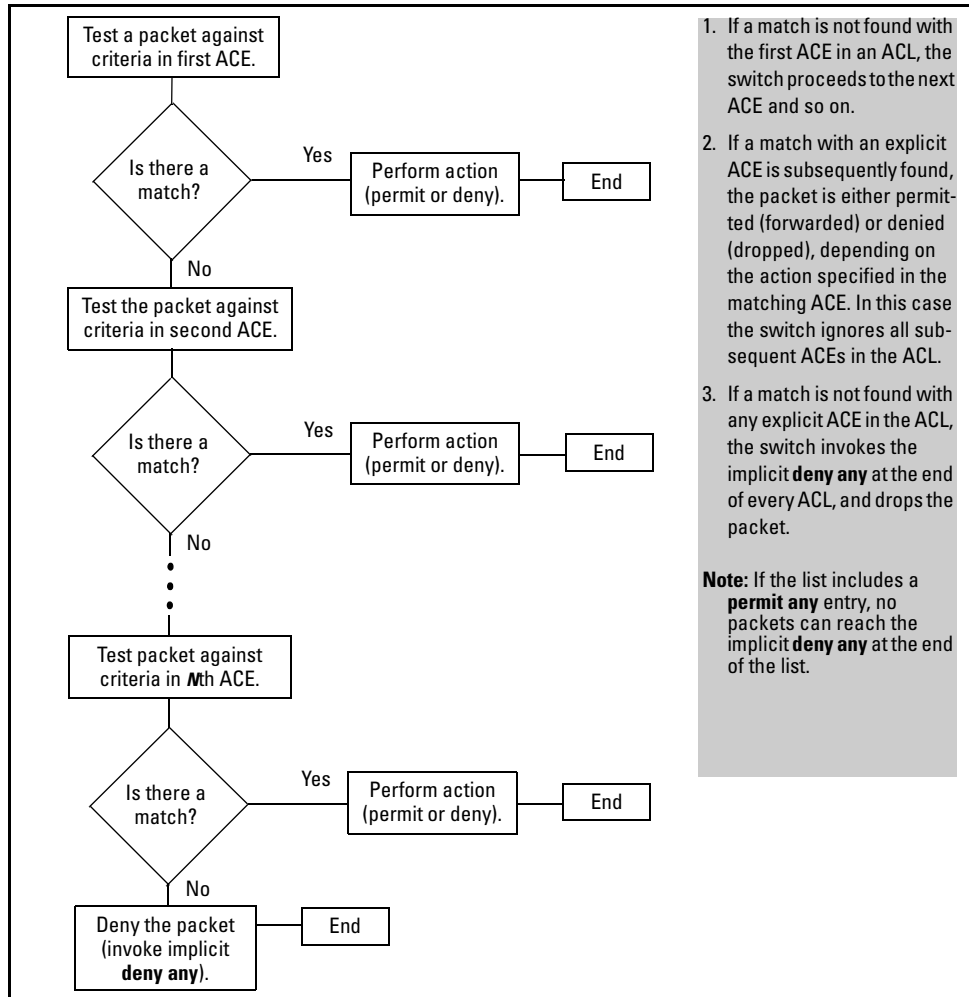 Test a packet against
criteria in first ACE.
Is there a
match?
Yes
Perform action
(permit or deny).
End
No
Test the packet against
criteria in second ACE.
Is there a
match?
Yes
Perform action
(permit or deny).
End
No
Test packet against
criteria in Nth ACE.
Is there a
match?
Yes
Perform action
(permit or deny).
End
No
Deny the packet
(invoke implicit
deny any).
End
1. If a match is not found with
the first ACE in an ACL, the
switch proceeds to the next
ACE and so on.
2. If a match with an explicit
ACE is subsequently found,
the packet is either permit-
ted (forwarded) or denied
(dropped), depending on
the action specified in the
matching ACE. In this case
the switch ignores all sub-
sequent ACEs in the ACL.
3. If a match is not found with
any explicit ACE in the ACL,
the switch invokes the
implicit deny any at the end
of every ACL, and drops the
packet.
Note: If the list includes a
permit any entry, no
packets can reach the
implicit deny any at the end
of the list.